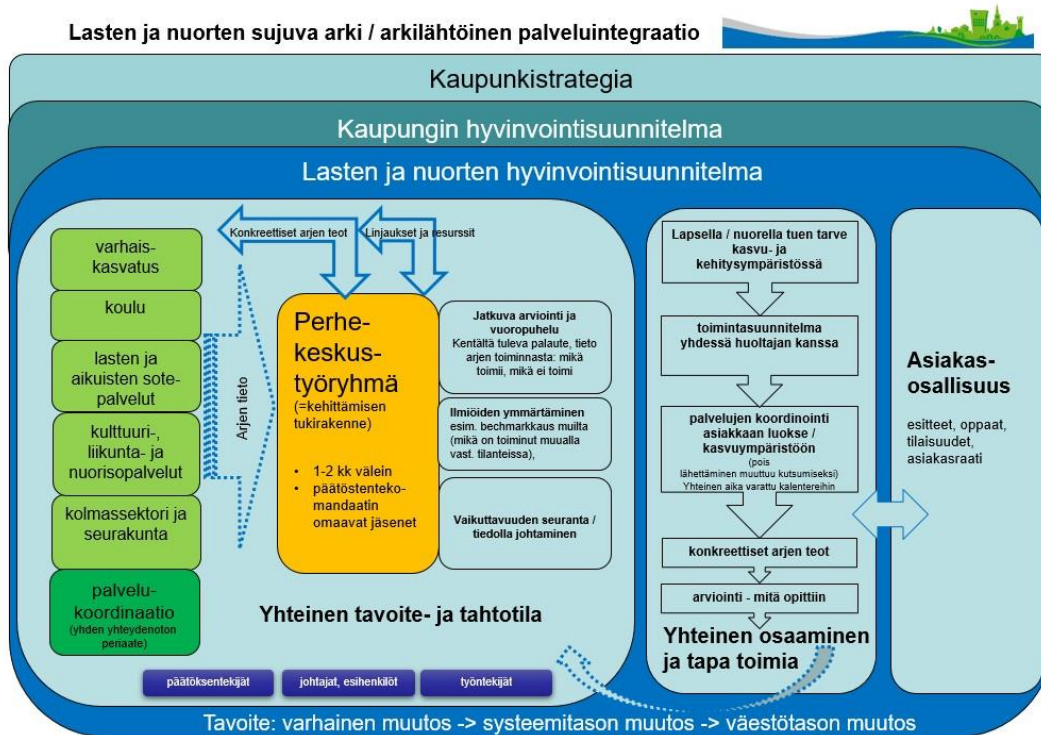 Lasten ja nuorten sujuva arki / arkilähtöinen palveluintegraatio
Kaupunkistrategia
Kaupungin hyvinvointisuunnitelma
Lasten ja nuorten hyvinvointisuunnitelma
Konkreettiset arjen teot
Linjaukset ja resurssit
varhais-
kasvatus
koulu
lasten ja
aikuisten sote-
palvelut
kulttuuri-,
liikunta- ja
nuorisopalvelut
kolmassektori ja
seurakunta
palvelu-
koordinaatio
(yhden yhteydenoton
periaate)
Arjen tieto
Perhe-
keskus-
työryhmä
(=kehittämisen
tukirakenne)
• 1-2 kk välein
• päätöstenteko-
mandaatin
omaavat jäsenet
Jatkuva arviointi ja
vuoropuhelu
Kentältä tuleva palaute, tieto
arjen toiminnasta: mikä
toimii, mikä ei toimi
Ilmiöiden ymmärtäminen
esim. bechmarkkaus muilta
(mikä on toiminut muualla
vast. tilanteissa),
Vaikuttavuuden seuranta /
tiedolla johtaminen
Yhteinen tavoite- ja tahtotila
päätöksentekijät
johtajat, esihenkilöt
työntekijät
Lapsella / nuorella tuen tarve
kasvu- ja
kehitysympäristössä
toimintasuunnitelma
yhdessä huoltajan kanssa
palvelujen koordinointi
asiakkaan luokse /
kasvuympäristöön
(pois
lähettäminen muuttuu kutsumiseksi)
Yhteinen aika varattu kalentereihin
konkreettiset arjen teot
arviointi - mitä opittiin
Yhteinen osaaminen
ja tapa toimia
Asiakas-
osallisuus
esitteet, oppaat,
tilaisuudet,
asiakasraati
Tavoite: varhainen muutos -> systeemitason muutos -> väestötason muutos